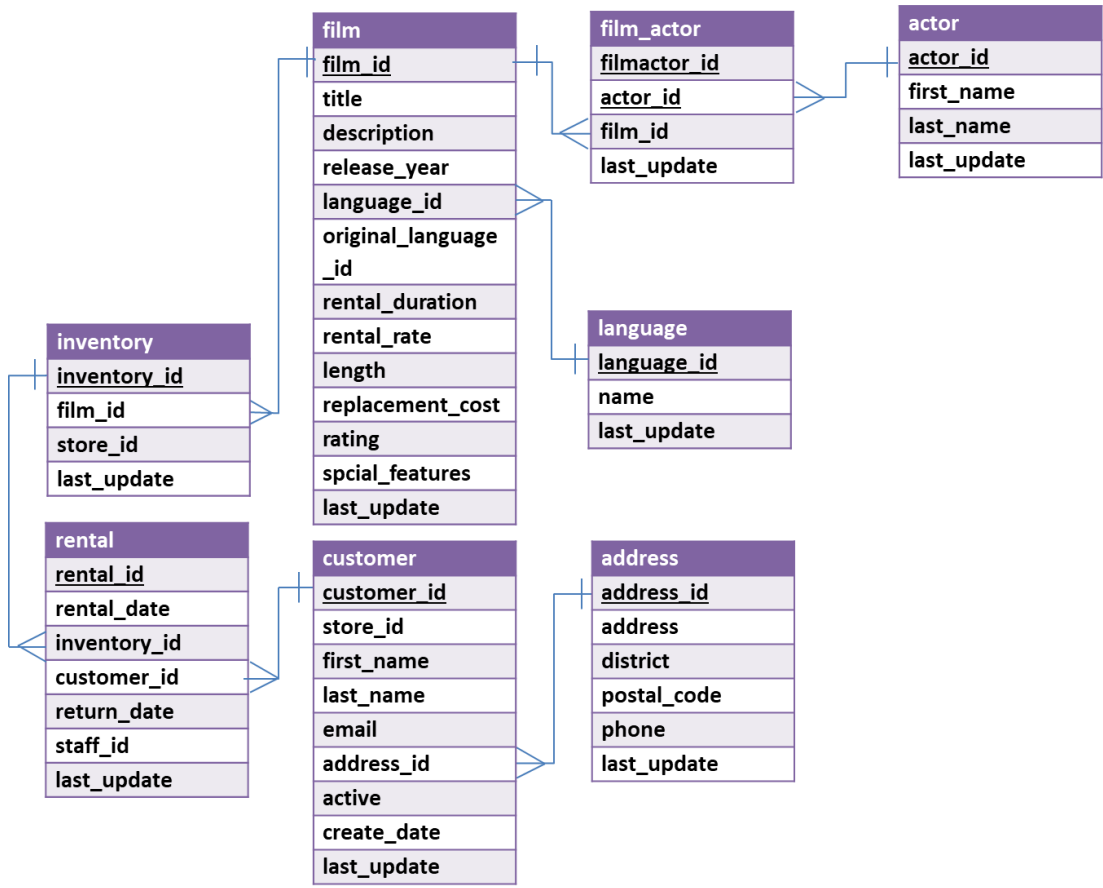 film
film_id
title
description
release_year
language_id
original_language
_id
rental_duration
rental_rate
length
replacement_cost
rating
spcial_features
last_update
film_actor
filmactor_id
actor_id
film_id
last_update
actor
actor_id
first_name
last_name
last_update
language
language_id
name
last_update
inventory
inventory_id
film_id
store_id
last_update
rental
rental_id
rental_date
inventory_id
customer_id
return_date
staff_id
last_update
customer
customer_id
store_id
first_name
last_name
email
address_id
active
create_date
last_update
address
address_id
address
district
postal_code
phone
last_update